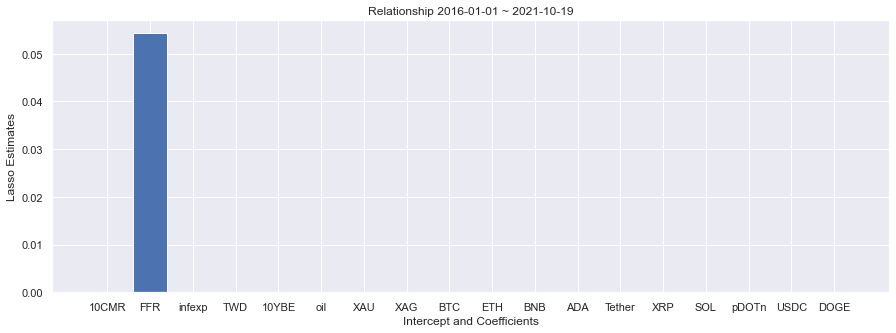 Relationship 2016-01-01 ~ 2021-10-19
Lasso Estimates
0.05
0.04
0.03
0.02
0.01
0.00
10CMR FFR infexp TWD 10YBE oil XAU XAG BTC ETH BNB ADA Tether XRP SOL pDOTn USDC DOGE
Intercept and Coefficients